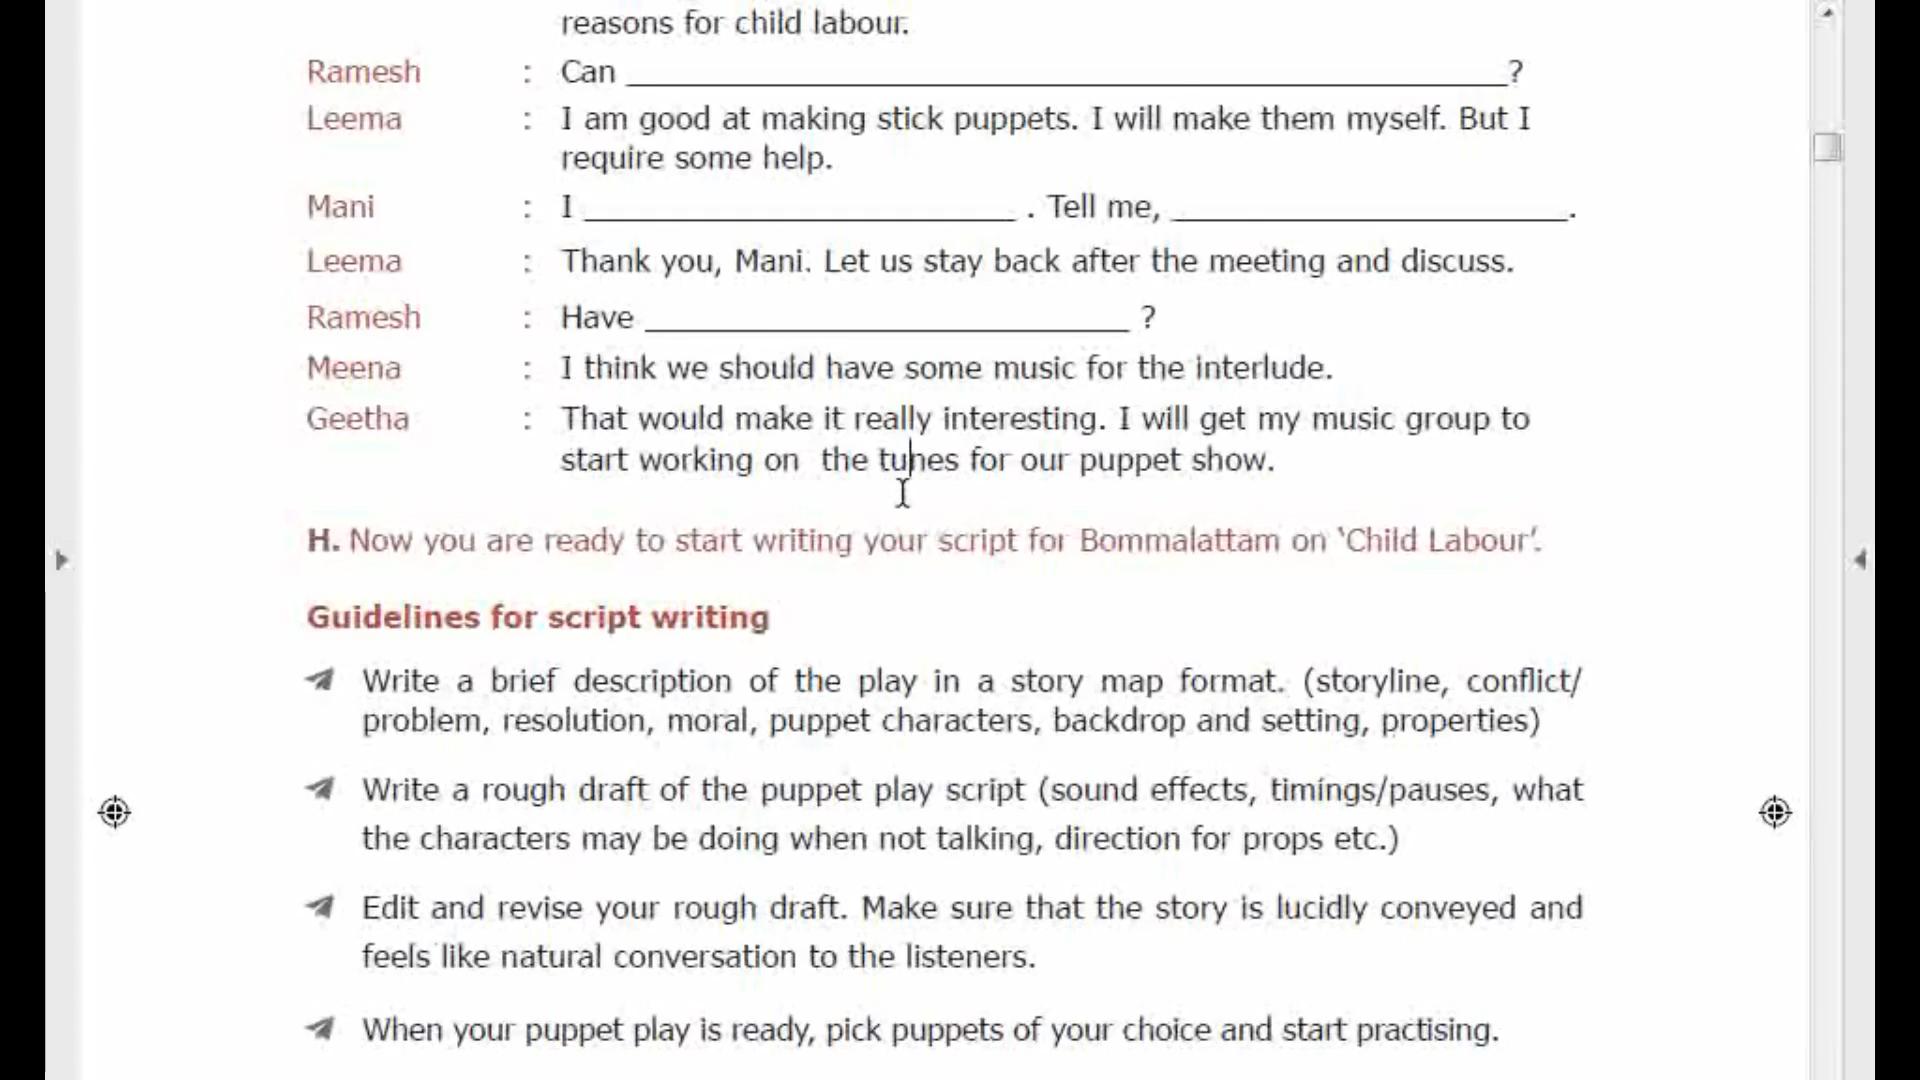 reasons for child labour.
Ramesh : Can ______________________________?
Leema : I am good at making stick puppets. I will make them myself. But I
require some help.
Mani : I ____________________ . Tell me, ____________________.
Leema : Thank you, Mani. Let us stay back after the meeting and discuss.
Ramesh : Have ____________________ ?
Meena : I think we should have some music for the interlude.
Geetha : That would make it really interesting. I will get my music group to
start working on the tunes for our puppet show.
H. Now you are ready to start writing your script for Bommalattam on ‘Child Labour’.
Guidelines for script writing
Write a brief description of the play in a story map format. (storyline, conflict/
problem, resolution, moral, puppet characters, backdrop and setting, properties)
Write a rough draft of the puppet play script (sound effects, timings/pauses, what
the characters may be doing when not talking, direction for props etc.)
Edit and revise your rough draft. Make sure that the story is lucidly conveyed and
feels like natural conversation to the listeners.
When your puppet play is ready, pick puppets of your choice and start practising.